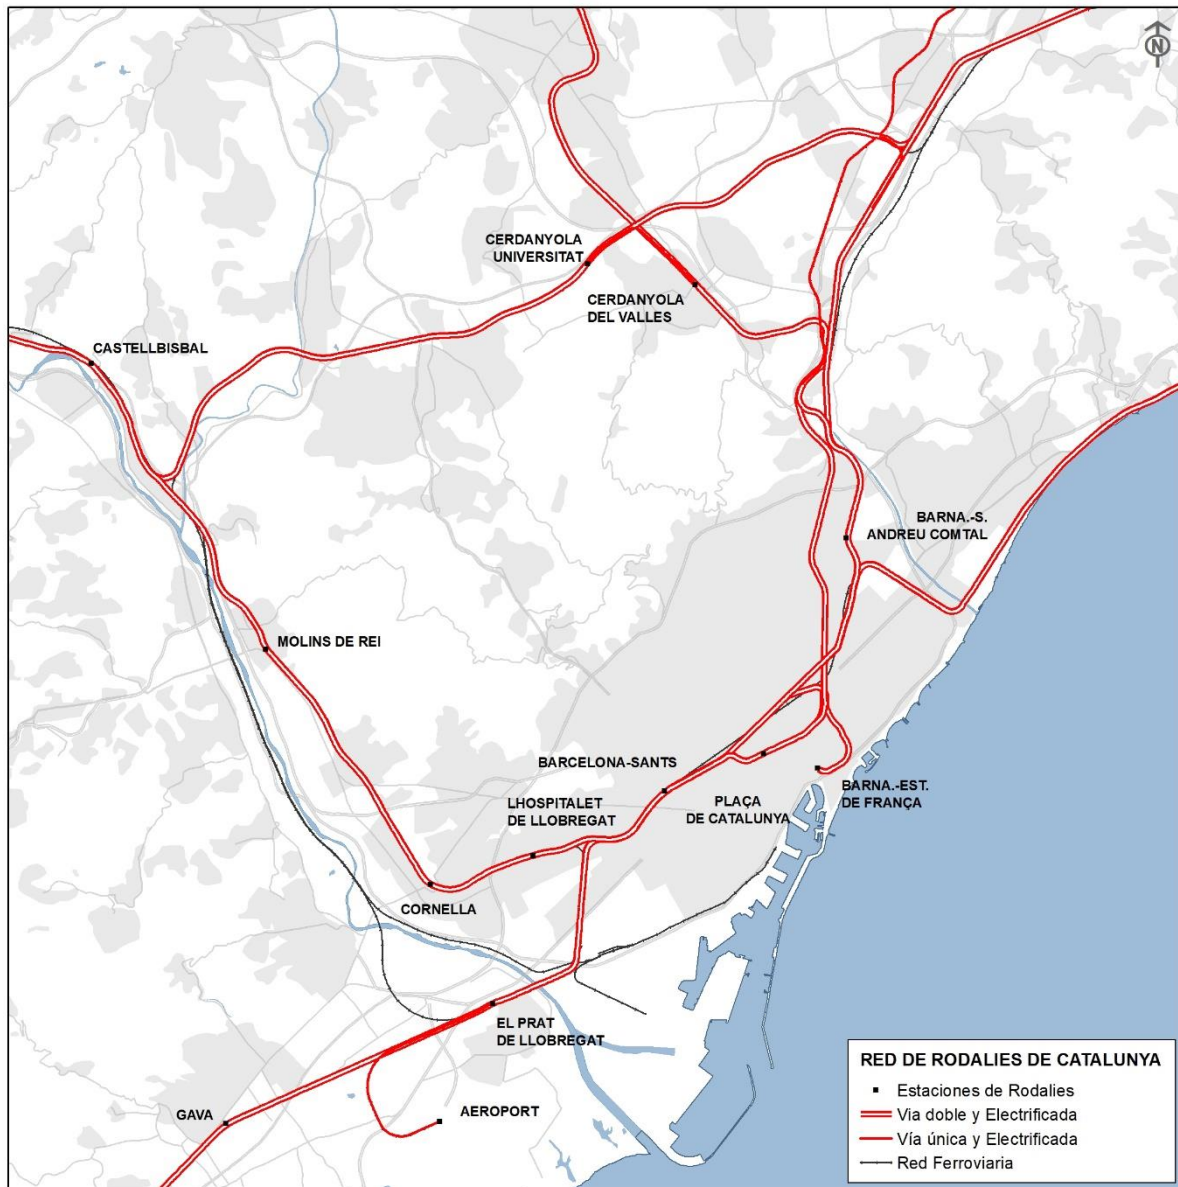 N
CERDANYOLA
UNIVERSITAT
CERDANYOLA
DEL VALLES
CASTELLBISBAL
BARNA.-S.
ANDREU COMTAL
MOLINS DE REI
BARCELONA-SANTS
LHOSPITALET
DE LLOBREGAT
PLAÇA
DE CATALUNYA
BARNA.-EST.
DE FRANÇA
CORNELLA
EL PRAT
DE LLOBREGAT
GAVA
AEROPORT
RED DE RODALIES DE CATALUNYA
Estaciones de Rodalies
Via doble y Electrificada
Vía única y Electrificada
Red Ferroviaria